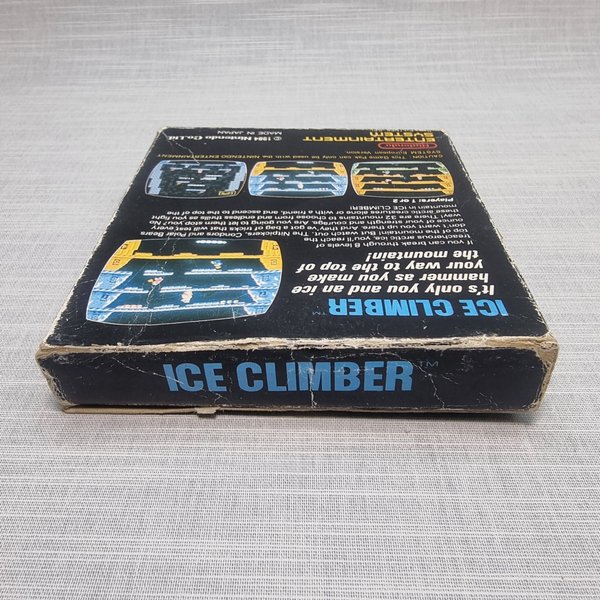 ICE CLIMBER™
It's only you and an ice
hammer as you make
your way to the top of
the mountain!
If you can break through 8 levels of
treacherous arctic ice, you'll reach the
top of the mountain. But watch out! The Nitpickers, Condors, and Polar Bears
don't want you up there. And they've got a bag of tricks that will test every
ounce of your strength and courage. Are you going to let them stop you? No
way! There are 32 mountains to choose from and endless thrills as you fight
these arctic creatures alone or with a friend, and ascend to the top of the
mountain in ICE CLIMBER!
Players: 1 or 2
CAUTION: This Game Pak can only be used with the NINTENDO ENTERTAINMENT
SYSTEM European Version.
Nintendo
ENTERTAINMENT
SYSTEM
© 1984 Nintendo Co., Ltd.
MADE IN JAPAN
ICE CLIMBER™